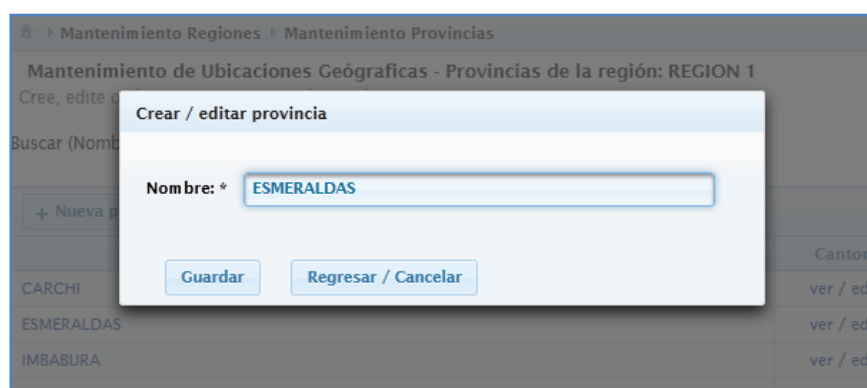 Mantenimiento Regiones Mantenimiento Provincias
Mantenimiento de Ubicaciones Geógraficas - Provincias de la región: REGION 1
Cree, edite
Crear / editar provincia
Buscar (Nomb
Nombre: * ESMERALDAS
+ Nueva p
Guardar Regresar / Cancelar
Canton
CARCHI ver / ed
ESMERALDAS ver / ed
IMBABURA ver / ed